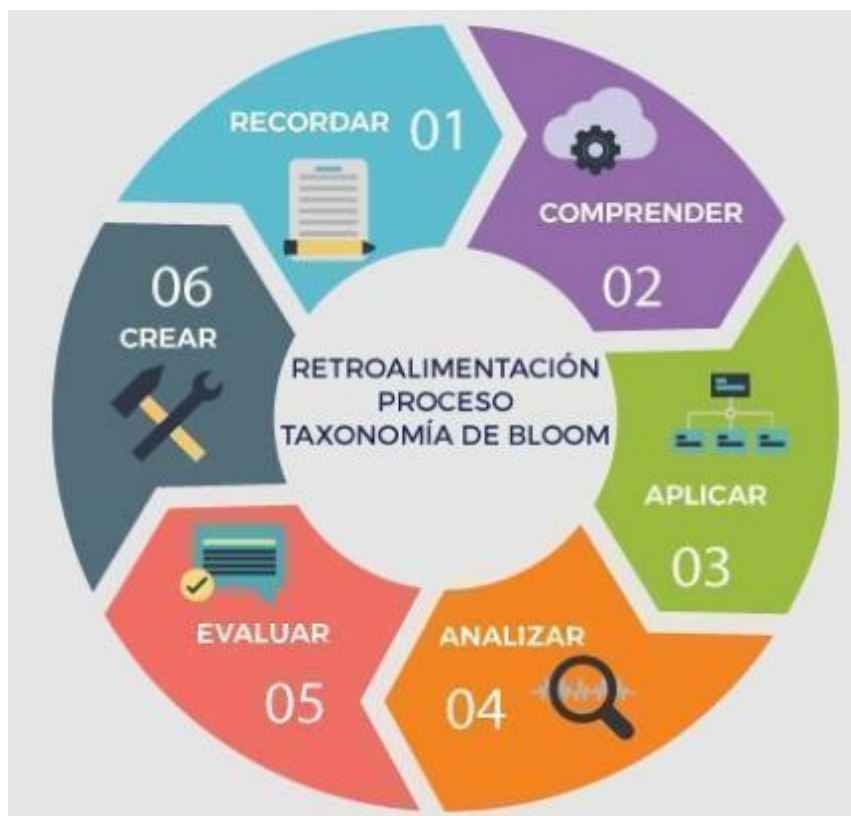 RECORDAR 01
COMPRENDER
02
APLICAR
03
ANALIZAR
04
EVALUAR
05
06
CREAR
RETROALIMENTACIÓN
PROCESO
TAXONOMÍA DE BLOOM